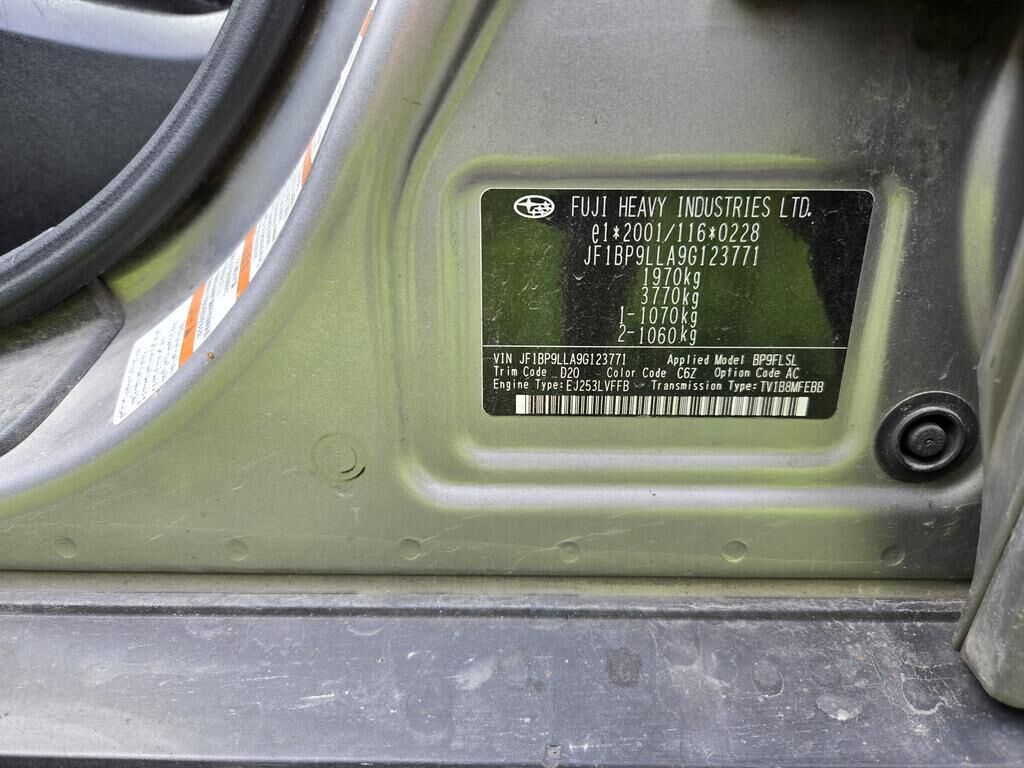 FUJI HEAVY INDUSTRIES LTD.
e1*2001/116*0228
JF1BP9LLA9G123771
1970kg
3770kg
1-1070kg
2-1060kg
VIN JF1BP9LLA9G123771 Applied Model BP9FLSL
Trim Code D20 Color Code C6Z Option Code AC
Engine Type:EJ253LVFFB Transmission Type:TV1B8MFEBB